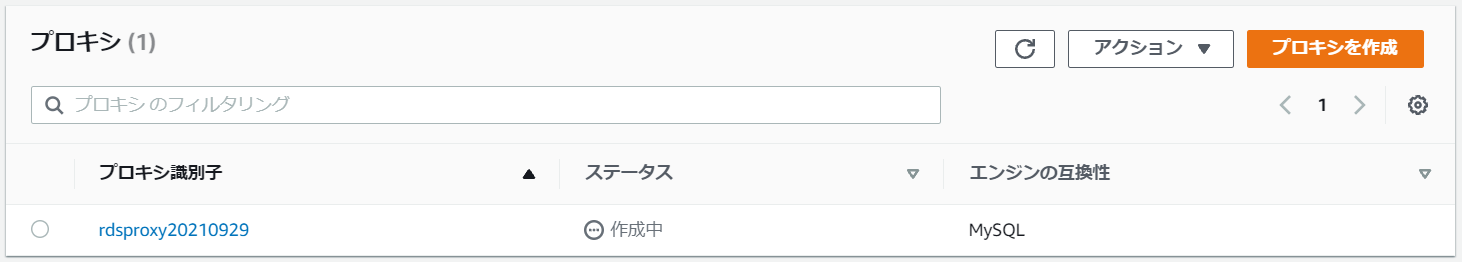 プロキシ (1)
アクション
プロキシを作成
プロキシ のフィルタリング
1
プロキシ識別子 ステータス エンジンの互換性
rdsproxy20210929 作成中 MySQL